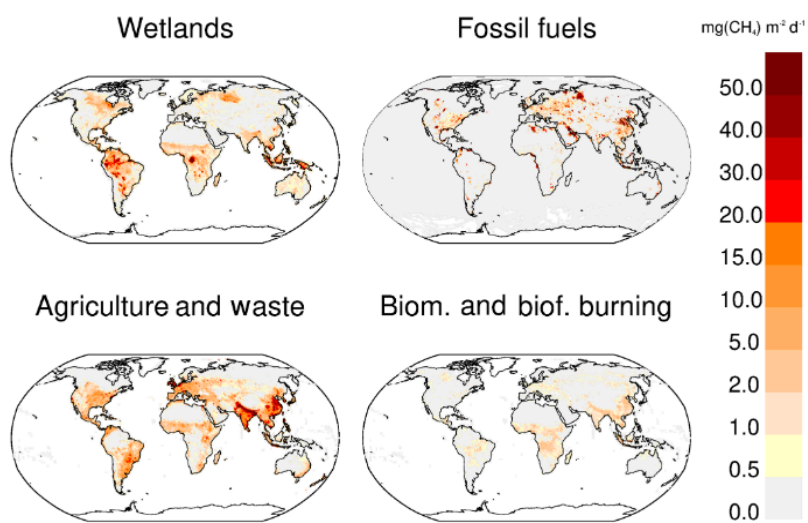 Wetlands
Fossil fuels
mg(CH₄) m⁻² d⁻¹
50.0
40.0
30.0
20.0
15.0
10.0
5.0
2.0
1.0
0.5
0.0
Agriculture and waste
Biom. and biof. burning